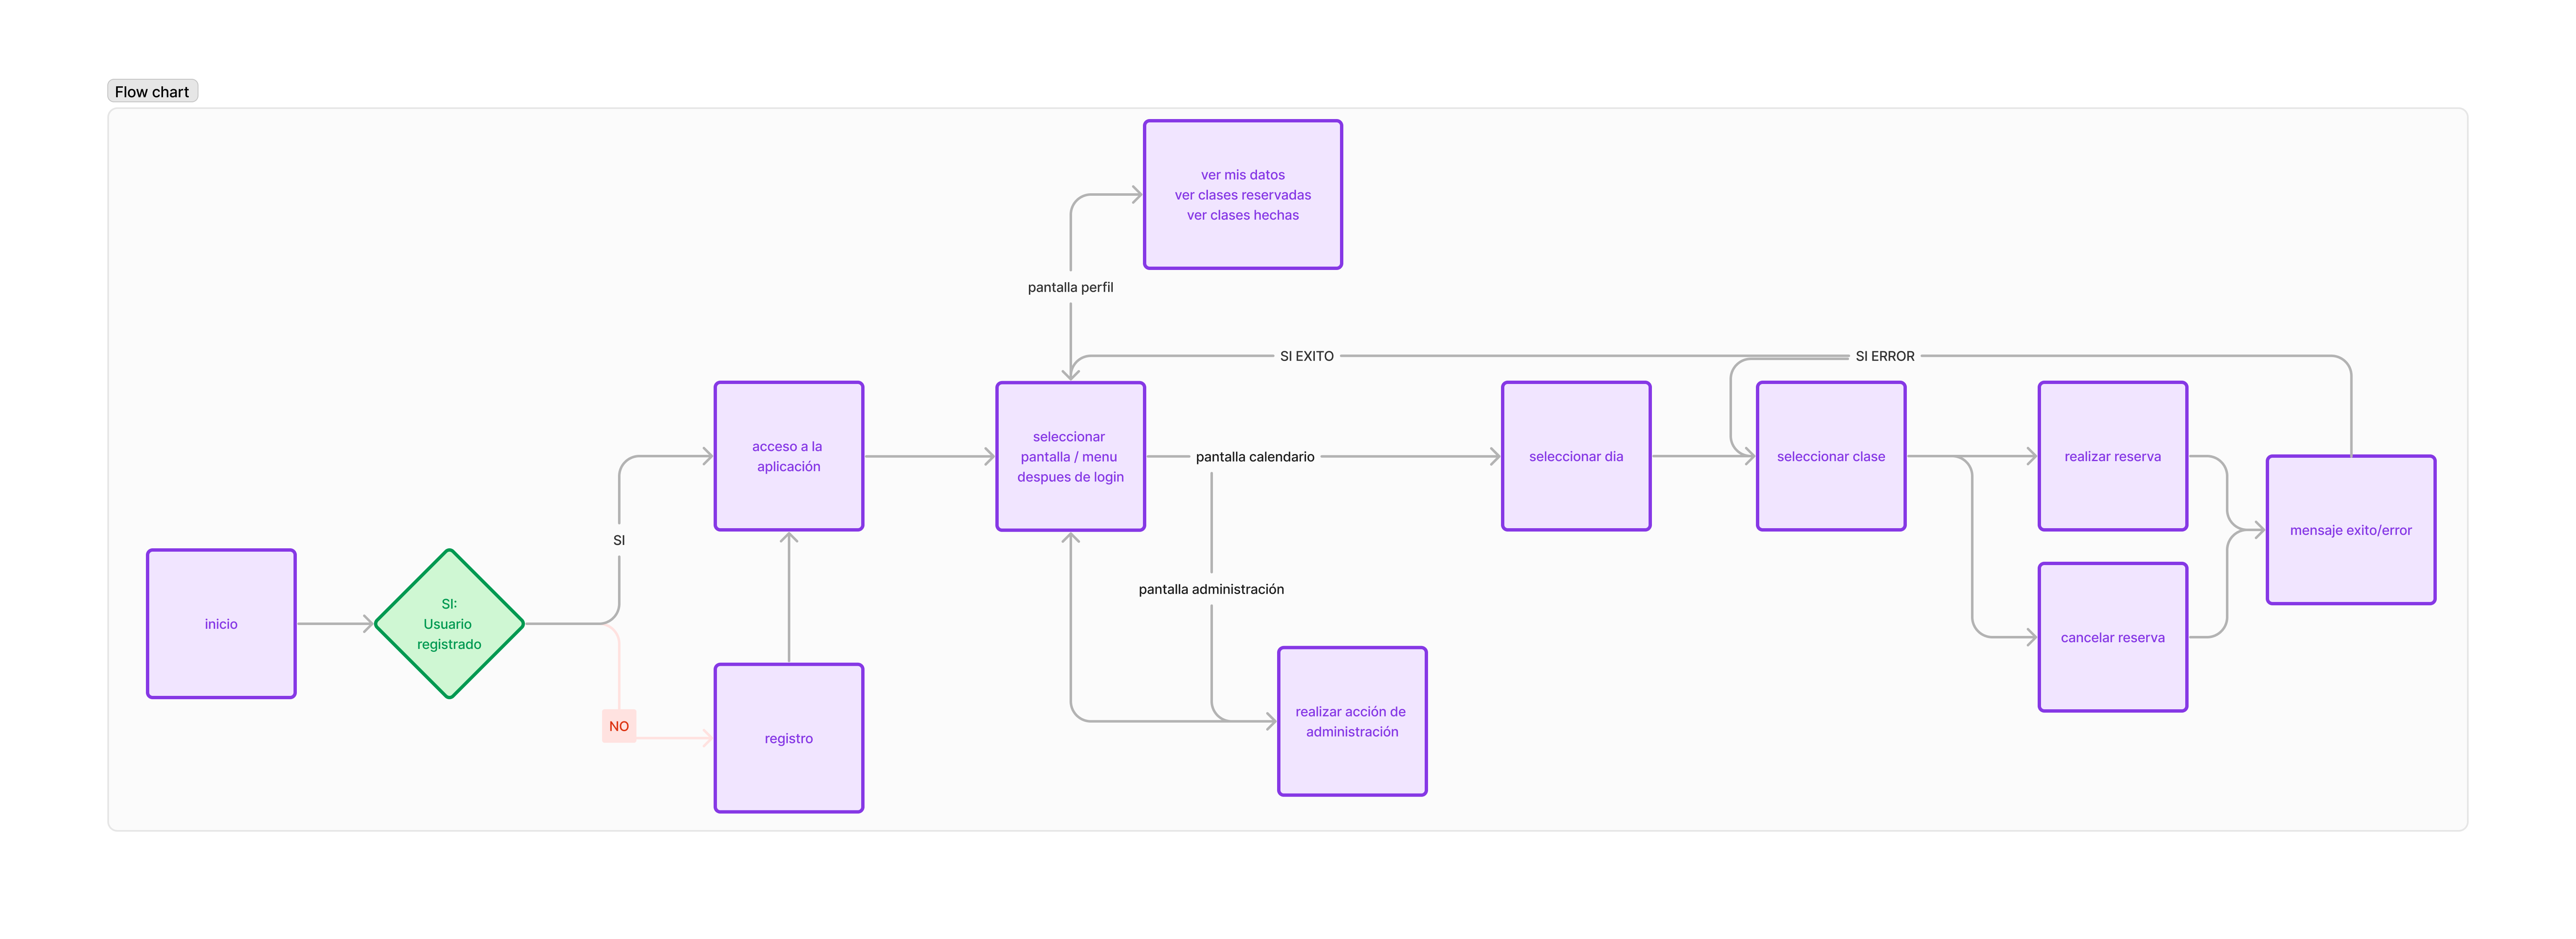 Flow chart
inicio
SI:
Usuario
registrado
SI
NO
acceso a la
aplicación
registro
seleccionar
pantalla / menu
despues de login
pantalla perfil
ver mis datos
ver clases reservadas
ver clases hechas
SI EXITO
SI ERROR
pantalla calendario
pantalla administración
realizar acción de
administración
seleccionar dia
seleccionar clase
realizar reserva
cancelar reserva
mensaje exito/error